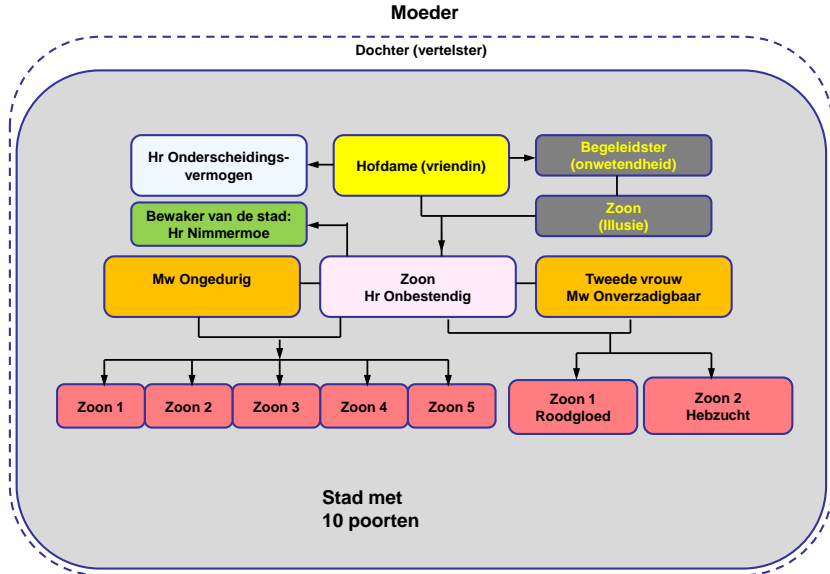 Moeder
Dochter (vertelster)
Hr Onderscheidings-
vermogen
Hofdame (vriendin)
Begeleidster
(onwetendheid)
Bewaker van de stad:
Hr Nimmermoe
Zoon
(Illusie)
Mw Ongedurig
Zoon
Hr Onbestendig
Tweede vrouw
Mw Onverzadigbaar
Zoon 1
Zoon 2
Zoon 3
Zoon 4
Zoon 5
Zoon 1
Roodgloed
Zoon 2
Hebzucht
Stad met
10 poorten